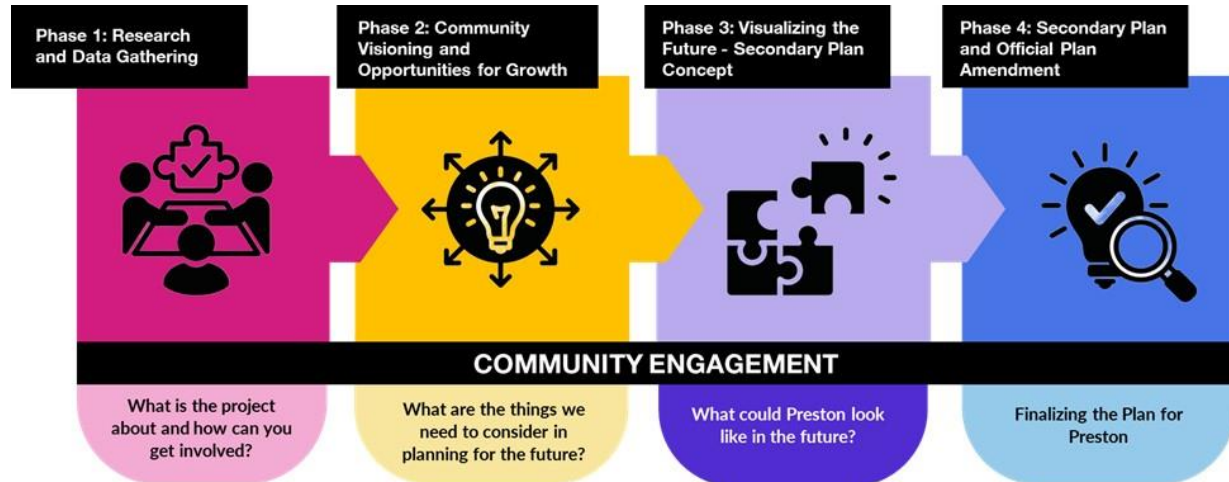 Phase 1: Research
and Data Gathering
Phase 2: Community
Visioning and
Opportunities for Growth
Phase 3: Visualizing the
Future - Secondary Plan
Concept
Phase 4: Secondary Plan
and Official Plan
Amendment
COMMUNITY ENGAGEMENT
What is the project
about and how can you
get involved?
What are the things we
need to consider in
planning for the future?
What could Preston look
like in the future?
Finalizing the Plan for
Preston